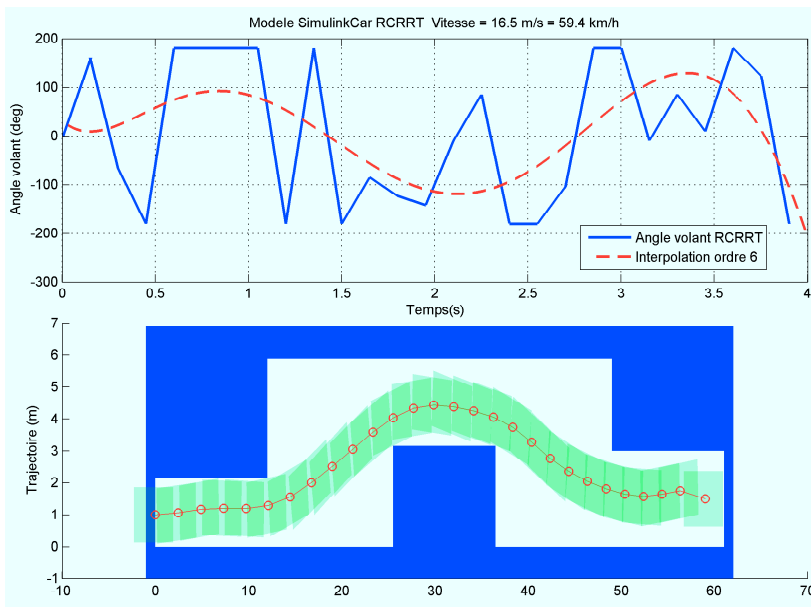 Modele SimulinkCar RCRRT Vitesse = 16.5 m/s = 59.4 km/h
200
100
0
-100
-200
-300
Angle volant (deg)
Angle volant RCRRT
Interpolation ordre 6
0 0.5 1 1.5 2 2.5 3 3.5 4
Temps(s)
7
6
5
4
3
2
1
0
-1
Trajectoire (m)
10 0 10 20 30 40 50 60 70